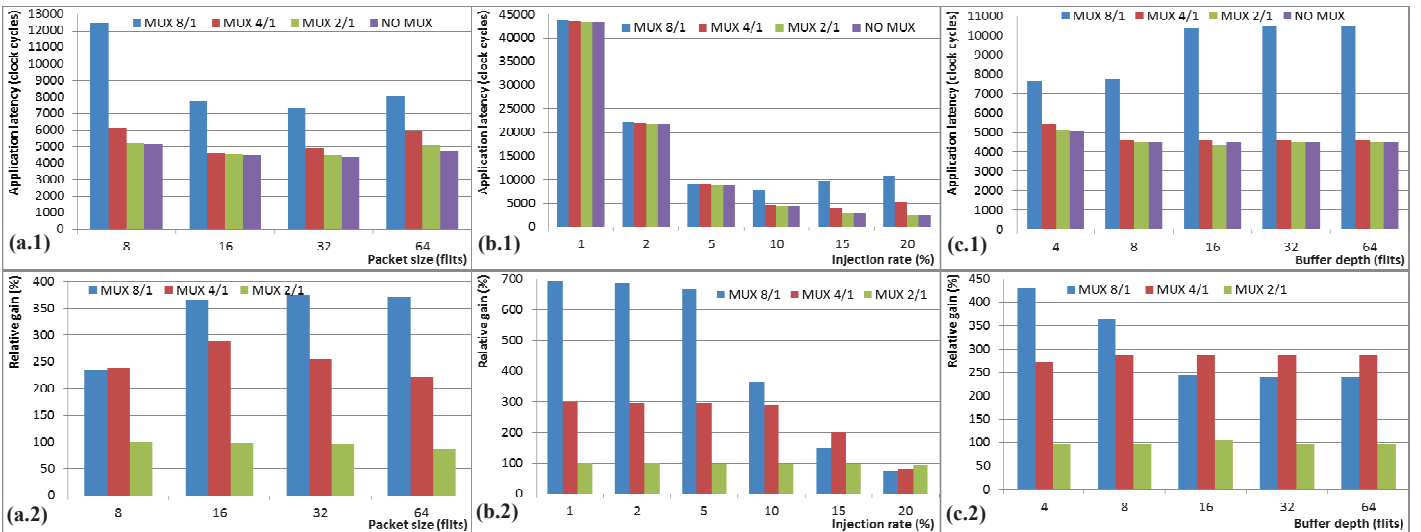 Application latency (clock cycles)
13000
12000
11000
10000
9000
8000
7000
6000
5000
4000
3000
2000
1000
0
MUX 8/1 MUX 4/1 MUX 2/1 NO MUX
8 16 32 64
Packet size (flits)
(a.1)
Application latency (clock cycles)
45000
40000
35000
30000
25000
20000
15000
10000
5000
0
MUX 8/1 MUX 4/1 MUX 2/1 NO MUX
1 2 5 10 15 20
Injection rate (%)
(b.1)
Application latency (clock cycles)
11000
10000
9000
8000
7000
6000
5000
4000
3000
2000
1000
0
MUX 8/1 MUX 4/1 MUX 2/1 NO MUX
4 8 16 32 64
Buffer depth (flits)
(c.1)
Relative gain (%)
400
350
300
250
200
150
100
50
0
MUX 8/1 MUX 4/1 MUX 2/1
8 16 32 64
Packet size (flits)
(a.2)
Relative gain (%)
700
600
500
400
300
200
100
0
MUX 8/1 MUX 4/1 MUX 2/1
1 2 5 10 15 20
Injection rate (%)
(b.2)
Relative gain (%)
450
400
350
300
250
200
150
100
50
0
MUX 8/1 MUX 4/1 MUX 2/1
4 8 16 32 64
Buffer depth (flits)
(c.2)